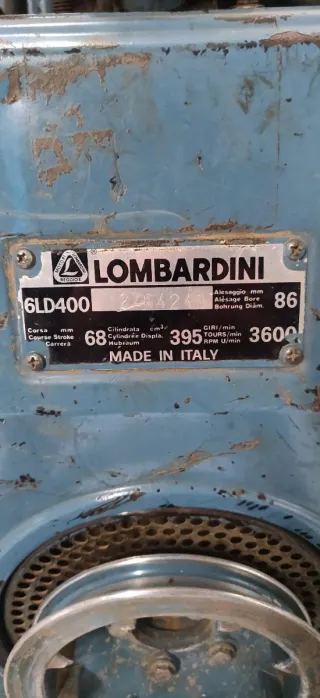 LOMBARDINI
6LD400 Alesaggio mm
Alésage Bore
Bohrung Diäm. 86
Corsa mm
Course Stroke
Carrera 68
Cilindrata cm³
Cylindrée Displa.
Hubraum 395
GIRI/min
TOURS/min
RPM U/min 3600
MADE IN ITALY